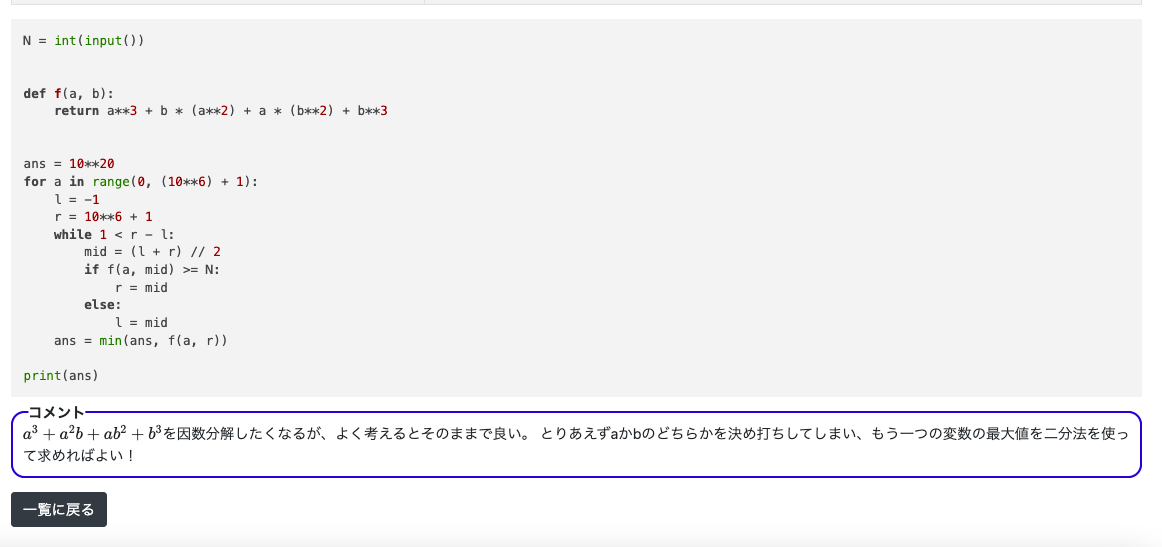 N = int(input())
def f(a, b):
    return a**3 + b * (a**2) + a * (b**2) + b**3
ans = 10**20
for a in range(0, (10**6) + 1):
    l = -1
    r = 10**6 + 1
    while 1 < r - l:
        mid = (l + r) // 2
        if f(a, mid) >= N:
            r = mid
        else:
            l = mid
    ans = min(ans, f(a, r))
print(ans)
コメント
a³ + a²b + ab² + b³を因数分解したくなるが、よく考えるとそのままで良い。 とりあえずaかbのどちらかを決め打ちしてしまい、もう一つの変数の最大値を二分法を使っ
て求めればよい！
一覧に戻る